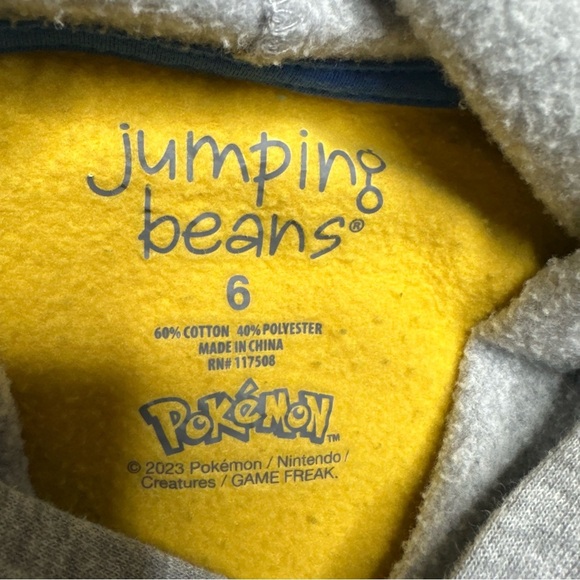 jumping
beans®
6
60% COTTON 40% POLYESTER
MADE IN CHINA
RN# 117508
POKéMON™
© 2023 Pokémon / Nintendo /
Creatures / GAME FREAK.